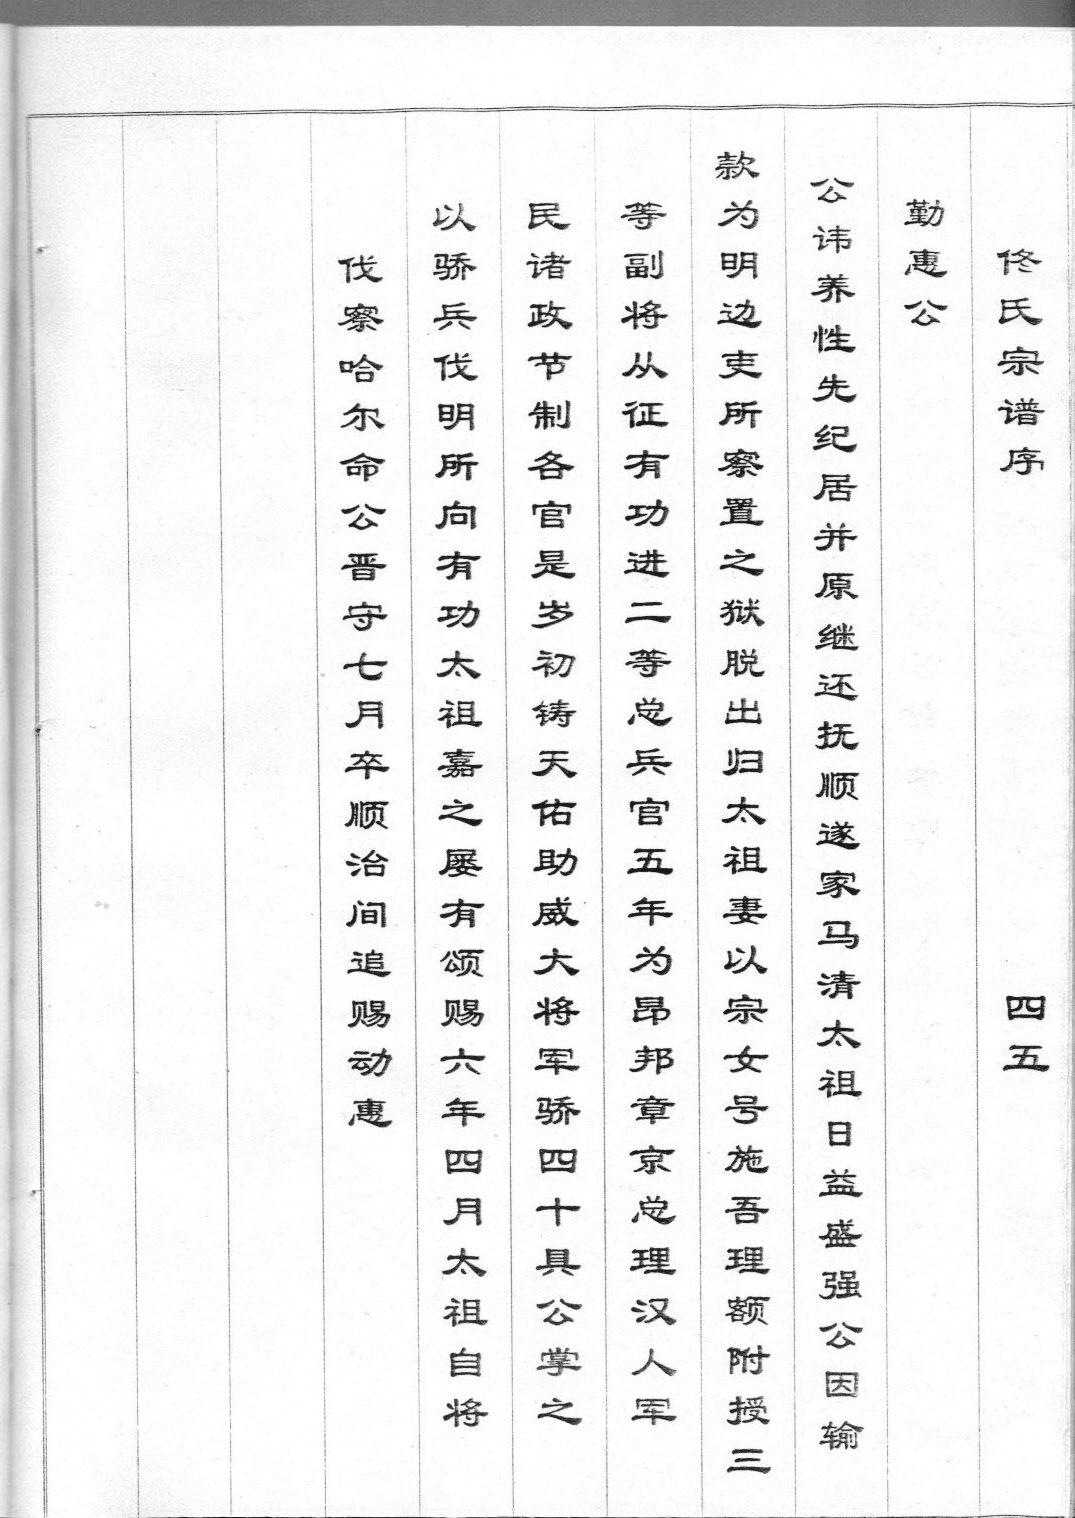 佟氏宗谱序 四五
勤惠公
公讳养性先纪居并原继还抚顺遂家马清太祖日益盛强公因输
款为明边吏所察置之狱脱出归太祖妻以宗女号施吾理额附授三
等副将从征有功进二等总兵官五年为昂邦章京总理汉人军
民诸政节制各官是岁初铸天佑助威大将军骄四十具公掌之
以骄兵伐明所向有功太祖嘉之屡有颂赐六年四月太祖自将
伐察哈尔命公晋守七月卒顺治间追赐动惠